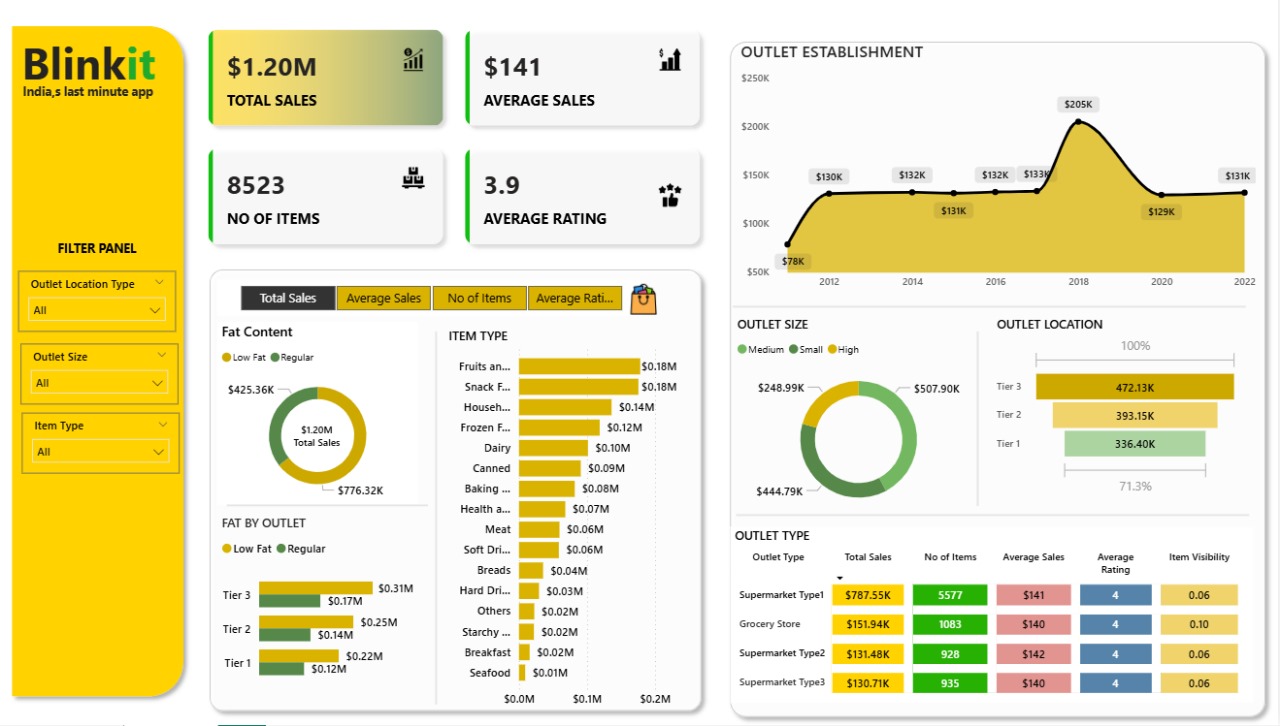 Blinkit
India,s last minute app
FILTER PANEL
Outlet Location Type
All
Outlet Size
All
Item Type
All
$1.20M
TOTAL SALES
$141
AVERAGE SALES
8523
NO OF ITEMS
3.9
AVERAGE RATING
Total Sales
Average Sales
No of Items
Average Rati...
Fat Content
Low Fat Regular
$425.36K
$1.20M
Total Sales
$776.32K
FAT BY OUTLET
Low Fat Regular
Tier 3 $0.31M
$0.17M
Tier 2 $0.25M
$0.14M
Tier 1 $0.22M
$0.12M
ITEM TYPE
Fruits an... $0.18M
Snack F... $0.18M
Househ... $0.14M
Frozen F... $0.12M
Dairy $0.10M
Canned $0.09M
Baking ... $0.08M
Health a... $0.07M
Meat $0.06M
Soft Dri... $0.06M
Breads $0.04M
Hard Dri... $0.03M
Others $0.02M
Starchy ... $0.02M
Breakfast $0.02M
Seafood $0.01M
$0.0M $0.1M $0.2M
OUTLET ESTABLISHMENT
$250K
$200K
$150K
$100K
$50K
$78K
$130K
$132K
$131K
$132K
$133K
$205K
$129K
$131K
2012 2014 2016 2018 2020 2022
OUTLET SIZE
Medium Small High
$248.99K
$507.90K
$444.79K
OUTLET LOCATION
100%
Tier 3 472.13K
Tier 2 393.15K
Tier 1 336.40K
71.3%
OUTLET TYPE
Outlet Type Total Sales No of Items Average Sales Average Rating Item Visibility
Supermarket Type1 $787.55K 5577 $141 4 0.06
Grocery Store $151.94K 1083 $140 4 0.10
Supermarket Type2 $131.48K 928 $142 4 0.06
Supermarket Type3 $130.71K 935 $140 4 0.06